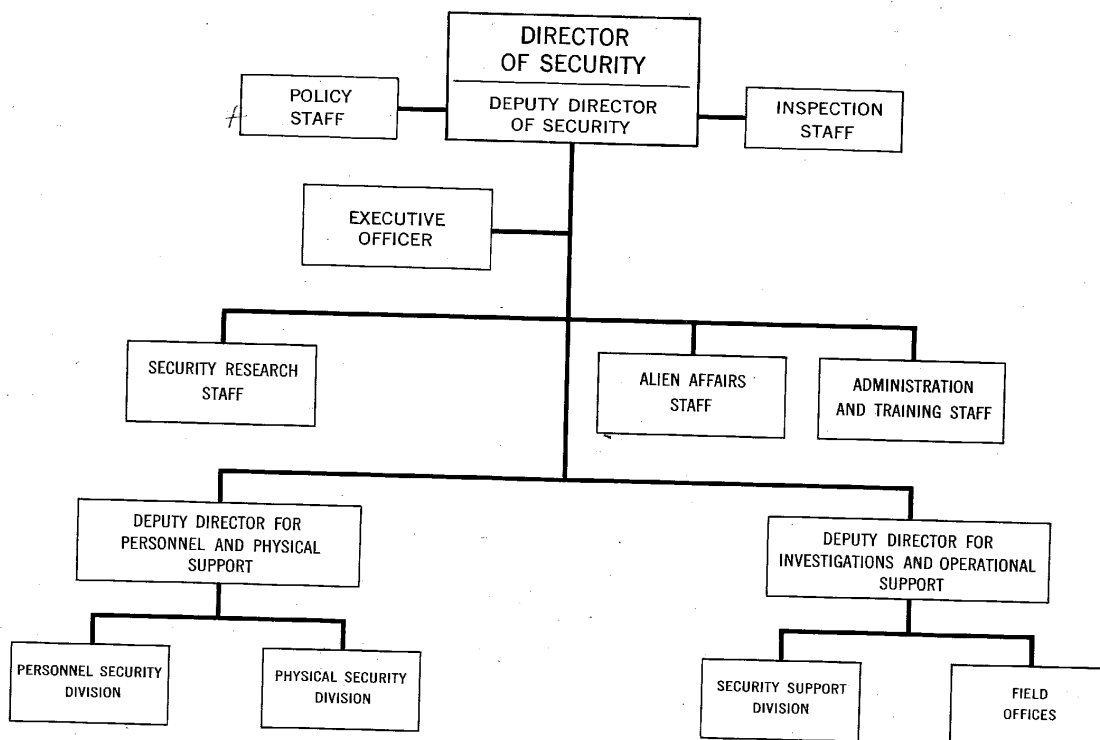 DIRECTOR
OF SECURITY
DEPUTY DIRECTOR
OF SECURITY
POLICY
STAFF
INSPECTION
STAFF
EXECUTIVE
OFFICER
SECURITY RESEARCH
STAFF
ALIEN AFFAIRS
STAFF
ADMINISTRATION
AND TRAINING STAFF
DEPUTY DIRECTOR FOR
PERSONNEL AND PHYSICAL
SUPPORT
DEPUTY DIRECTOR FOR
INVESTIGATIONS AND OPERATIONAL
SUPPORT
PERSONNEL SECURITY
DIVISION
PHYSICAL SECURITY
DIVISION
SECURITY SUPPORT
DIVISION
FIELD
OFFICES